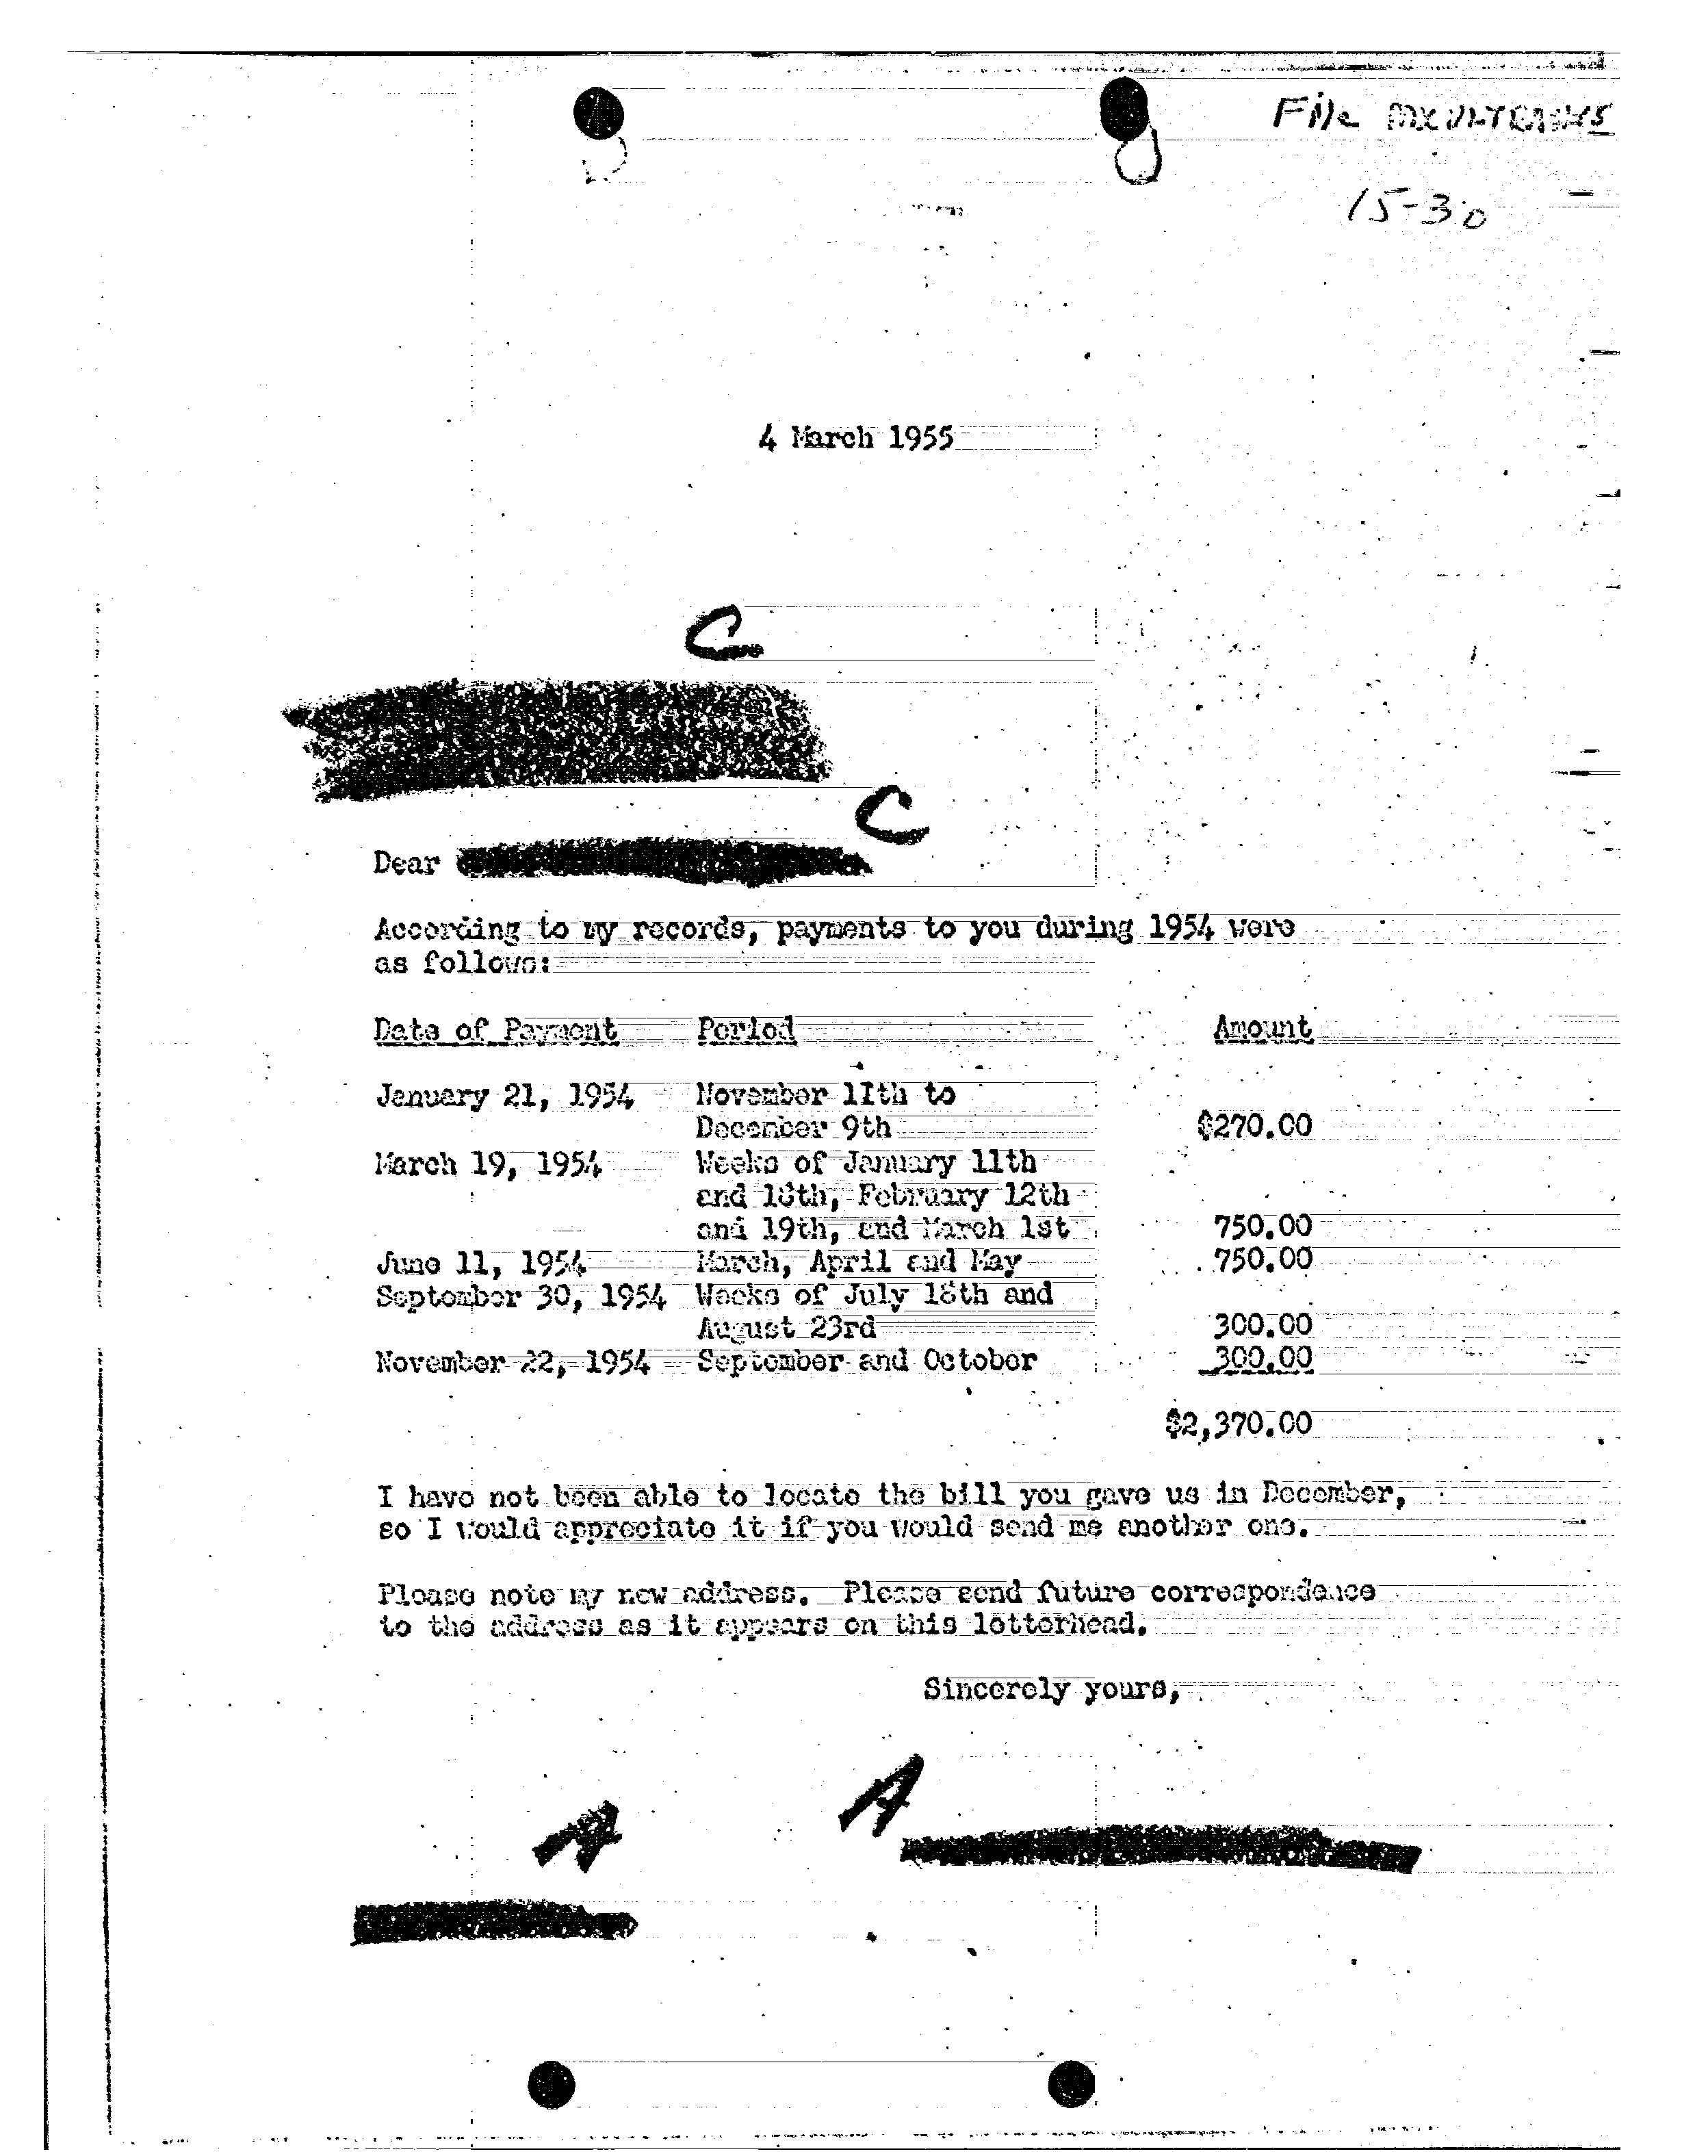 File
15-30
4 March 1955
C
C
Dear
According to my records, payments to you during 1954 were
as follows:
Date of Payment Period Amount
January 21, 1954 November 11th to
December 9th $270.00
March 19, 1954 Weeks of January 11th
and 18th, February 12th
and 19th, and March 1st 750.00
June 11, 1954 March, April and May 750.00
September 30, 1954 Weeks of July 18th and
August 23rd 300.00
November 22, 1954 September and October 300.00
$2,370.00
I have not been able to locate the bill you gave us in December,
so I would appreciate it if you would send me another one.
Please note my new address. Please send future correspondence
to the address as it appears on this letterhead.
Sincerely yours,
A
A